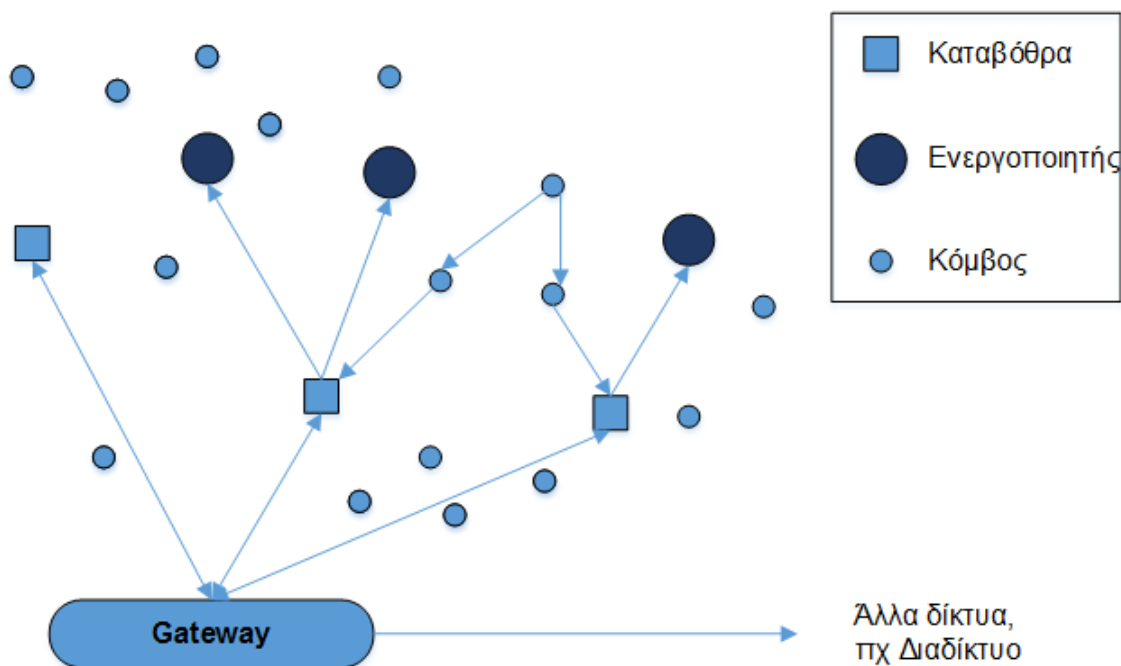 Καταβόθρα
Ενεργοποιητής
Κόμβος
Gateway
Άλλα δίκτυα,
πχ Διαδίκτυο